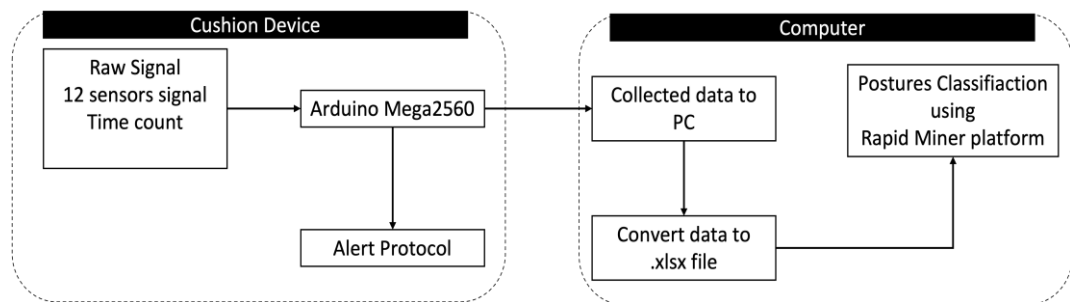 Cushion Device
Raw Signal
12 sensors signal
Time count
Arduino Mega2560
Alert Protocol
Computer
Collected data to
PC
Convert data to
.xlsx file
Postures Classifiaction
using
Rapid Miner platform